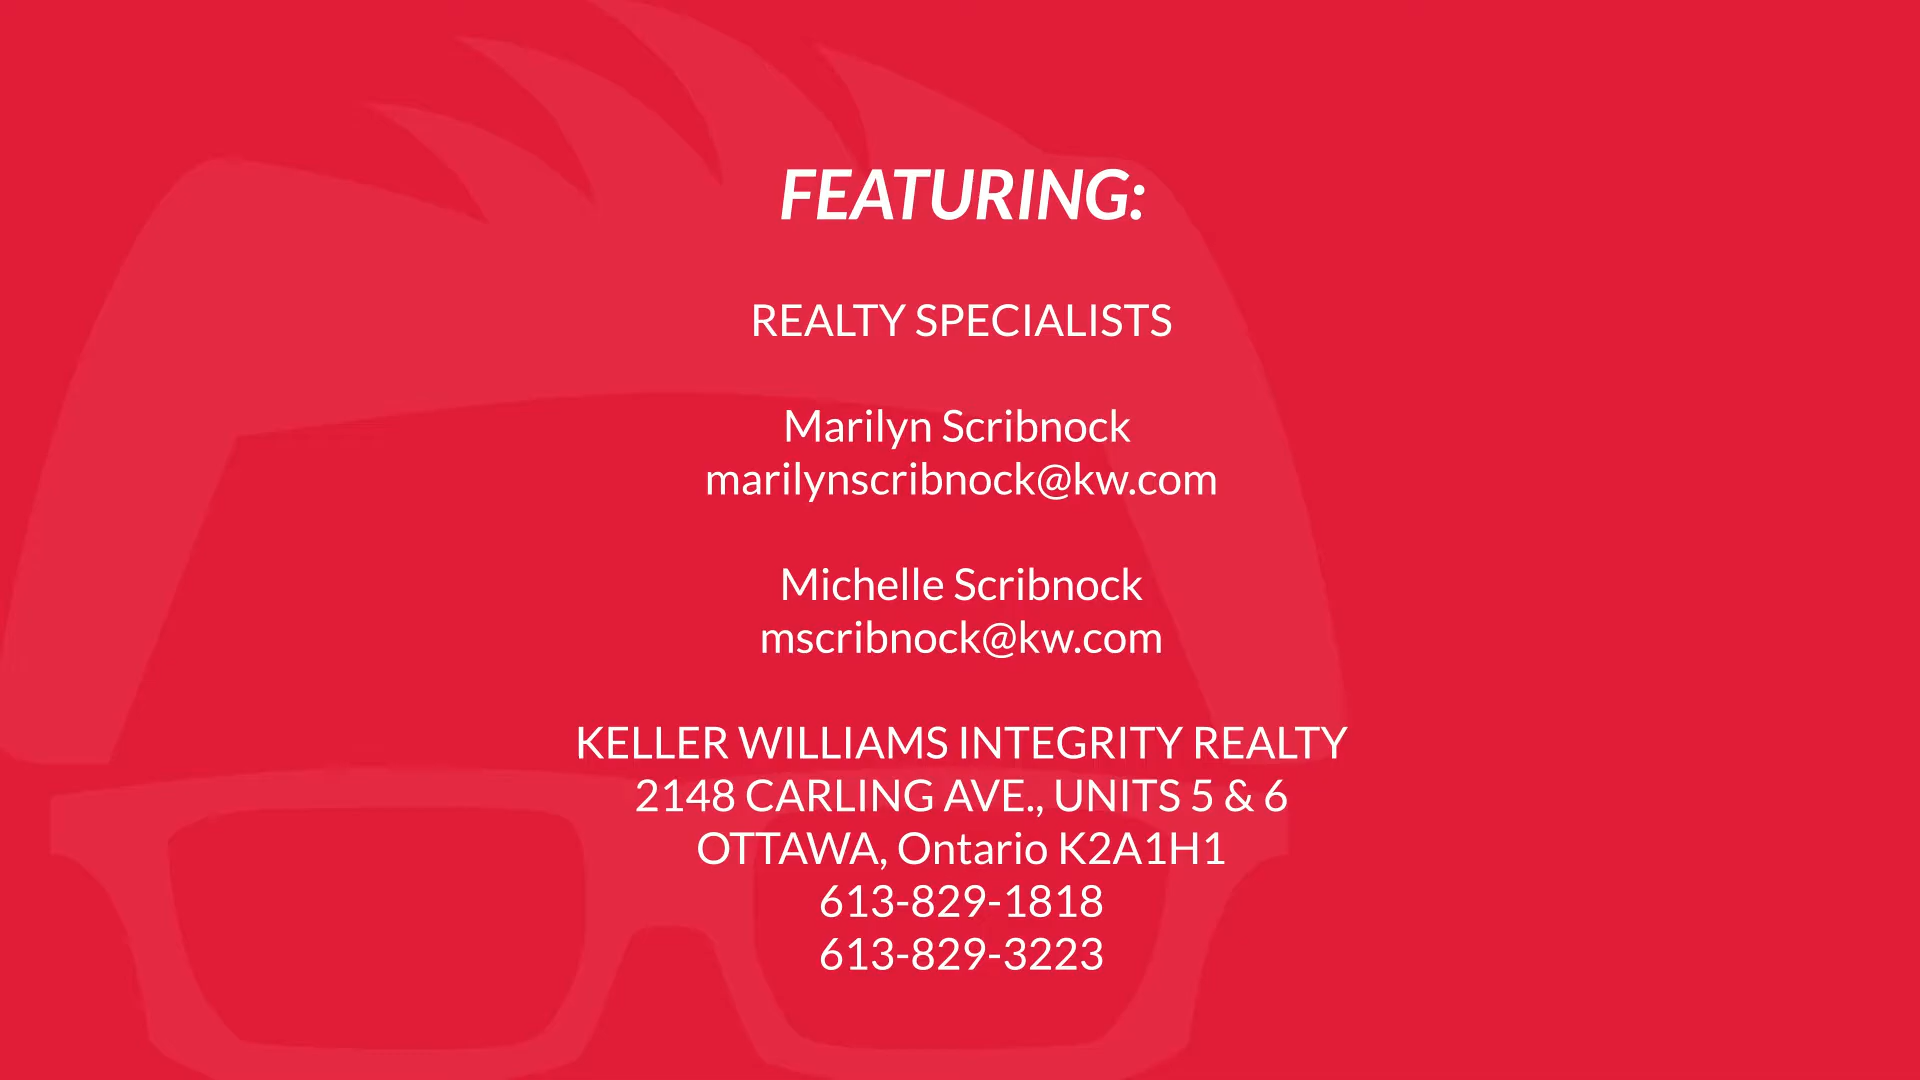 FEATURING:
REALTY SPECIALISTS
Marilyn Scribnock
marilynscribnock@kw.com
Michelle Scribnock
mscribnock@kw.com
KELLER WILLIAMS INTEGRITY REALTY
2148 CARLING AVE., UNITS 5 & 6
OTTAWA, Ontario K2A1H1
613-829-1818
613-829-3223